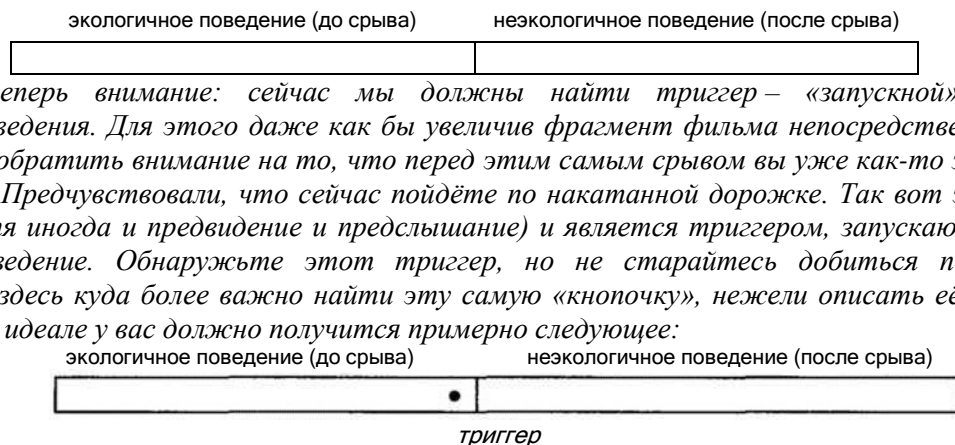 экологичное поведение (до срыва) неэкологичное поведение (после срыва)
еперь внимание: сейчас мы должны найти триггер – «запускной»
ведения. Для этого даже как бы увеличив фрагмент фильма непосредстве
обратить внимание на то, что перед этим самым срывом вы уже как-то з
Предчувствовали, что сейчас пойдёте по накатанной дорожке. Так вот э
я иногда и предвидение и предслышание) и является триггером, запускаю
ведение. Обнаружьте этот триггер, но не старайтесь добиться п
здесь куда более важно найти эту самую «кнопочку», нежели описать её
идеале у вас должно получится примерно следующее:
экологичное поведение (до срыва) неэкологичное поведение (после срыва)
триггер